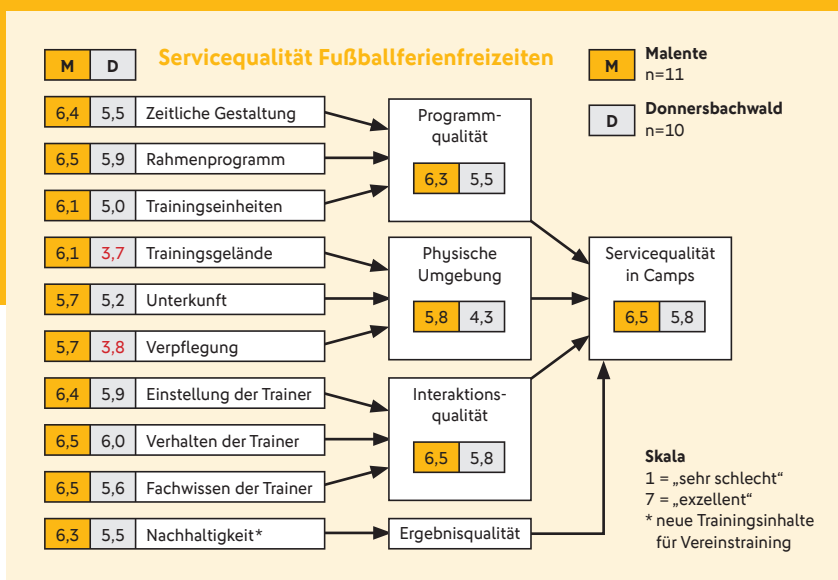 Servicequalität Fußballferienfreizeiten
M D
M Malente
n=11
D Donnersbachwald
n=10
6,4 5,5 Zeitliche Gestaltung
6,5 5,9 Rahmenprogramm
6,1 5,0 Trainingseinheiten
6,1 3,7 Trainingsgelände
5,7 5,2 Unterkunft
5,7 3,8 Verpflegung
6,4 5,9 Einstellung der Trainer
6,5 6,0 Verhalten der Trainer
6,5 5,6 Fachwissen der Trainer
6,3 5,5 Nachhaltigkeit*
Programm-
qualität
6,3 5,5
Physische
Umgebung
5,8 4,3
Interaktions-
qualität
6,5 5,8
Ergebnisqualität
Servicequalität
in Camps
6,5 5,8
Skala
1 = „sehr schlecht“
7 = „exzellent“
* neue Trainingsinhalte
für Vereinstraining